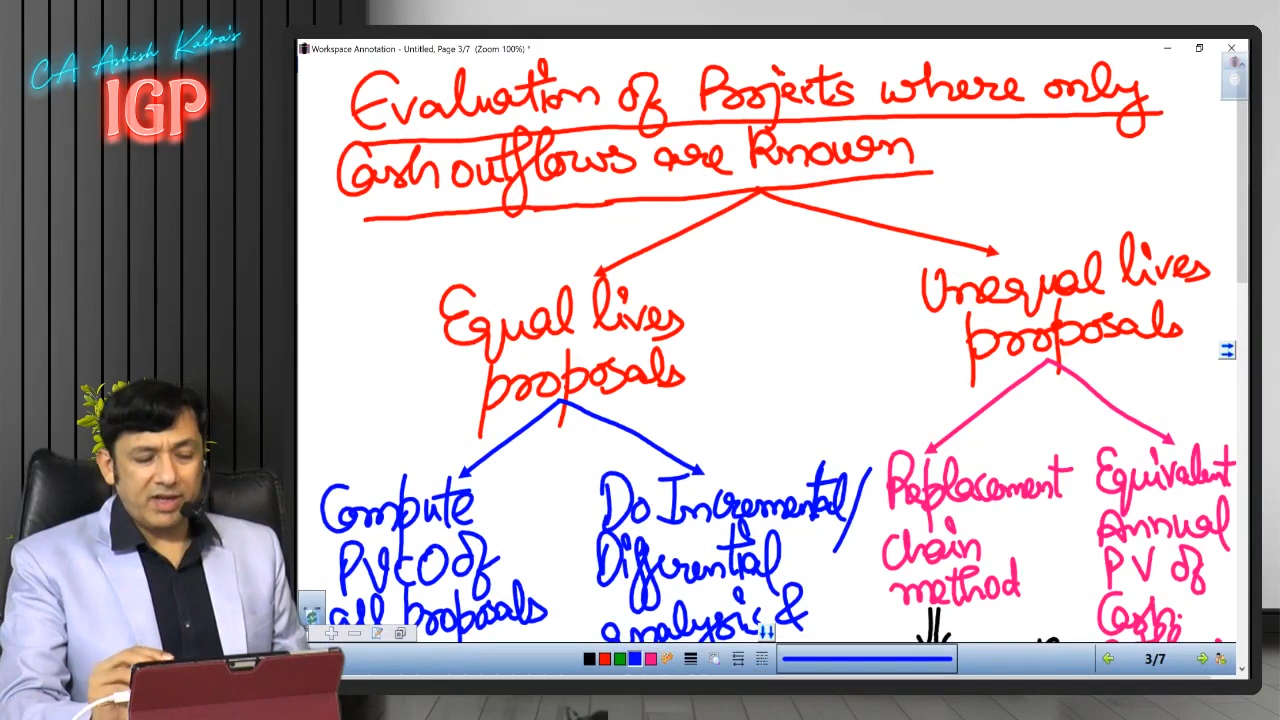 CA Ashish Kalra's
IGP
Workspace Annotation - Untitled, Page 3/7 (Zoom 100%) *
Evaluation of Projects where only
Cash outflows are Known
Equal lives
proposals
Unequal lives
proposals
Compute
PVCO of
all proposals
Do Incremental/
Differential
analysis &
Replacement
Chain
method
Equivalent
Annual
PV of
Cash
3/7